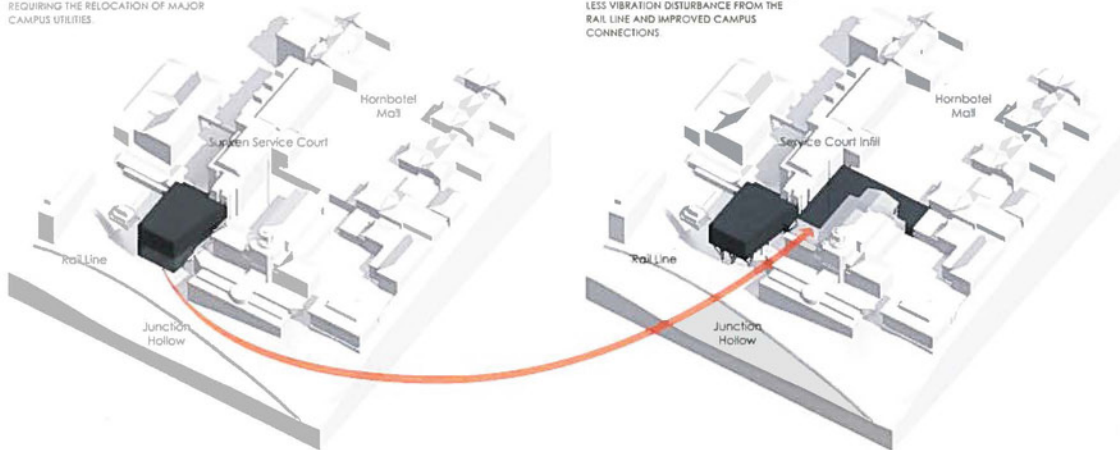 REQUIRING THE RELOCATION OF MAJOR
CAMPUS UTILITIES.
Hornbotel
Mall
Sunken Service Court
Rail Line
Junction
Hollow
LESS VIBRATION DISTURBANCE FROM THE
RAIL LINE AND IMPROVED CAMPUS
CONNECTIONS
Hornbotel
Mall
Service Court Infill
Rail Line
Junction
Hollow